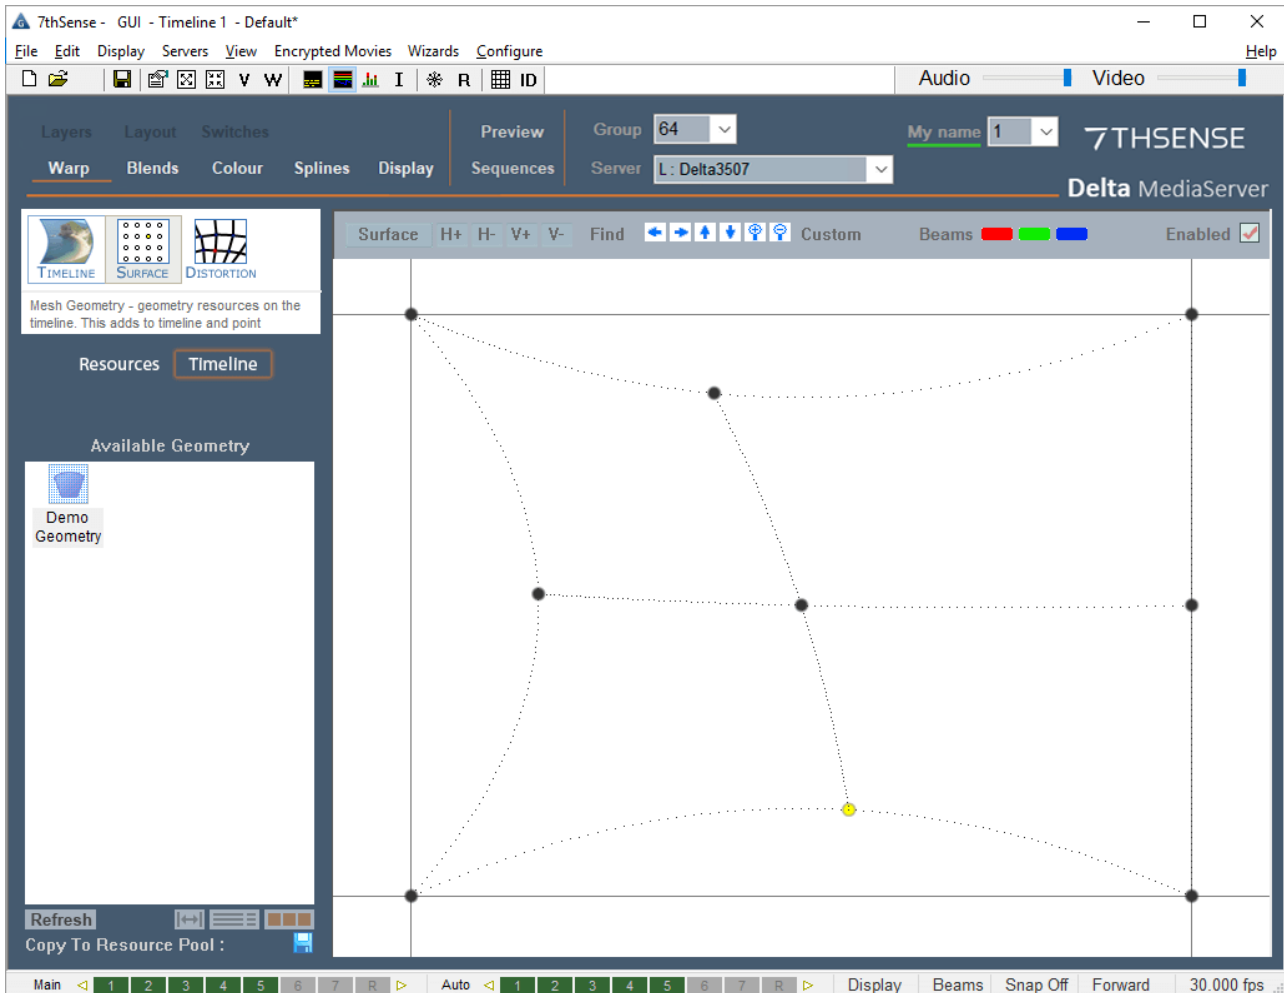 7thSense - GUI - Timeline 1 - Default*
File Edit Display Servers View Encrypted Movies Wizards Configure Help
V W I R ID Audio Video
Layers Layout Switches Preview Group 64 My name 1 7THSENSE
Warp Blends Colour Splines Display Sequences Server L : Delta3507
Delta MediaServer
TIMELINE SURFACE DISTORTION
Surface H+ H- V+ V- Find Custom Beams Enabled
Mesh Geometry - geometry resources on the
timeline. This adds to timeline and point
Resources Timeline
Available Geometry
Demo
Geometry
Refresh
Copy To Resource Pool :
Main 1 2 3 4 5 6 7 R Auto 1 2 3 4 5 6 7 R Display Beams Snap Off Forward 30.000 fps